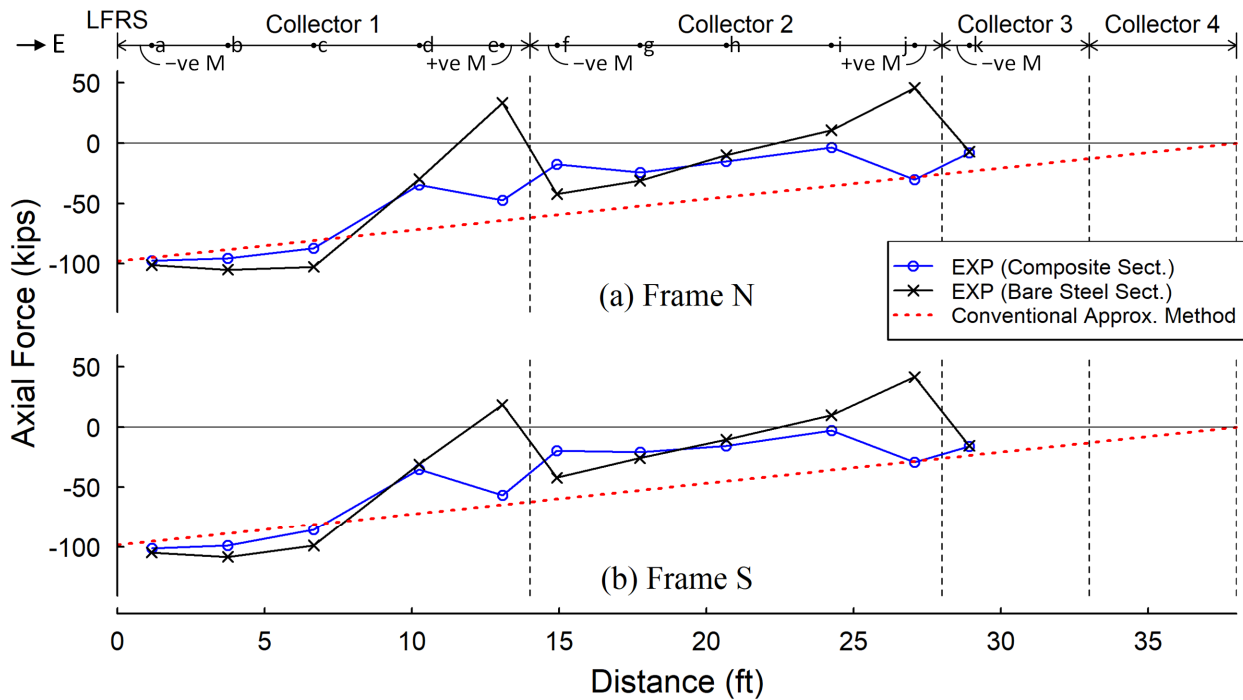 LFRS Collector 1 Collector 2 Collector 3 Collector 4
E a b c d e f g h i j k
−ve M +ve M −ve M +ve M −ve M
50
0
-50
-100
(a) Frame N
EXP (Composite Sect.)
EXP (Bare Steel Sect.)
Conventional Approx. Method
Axial Force (kips)
50
0
-50
-100
(b) Frame S
0 5 10 15 20 25 30 35
Distance (ft)